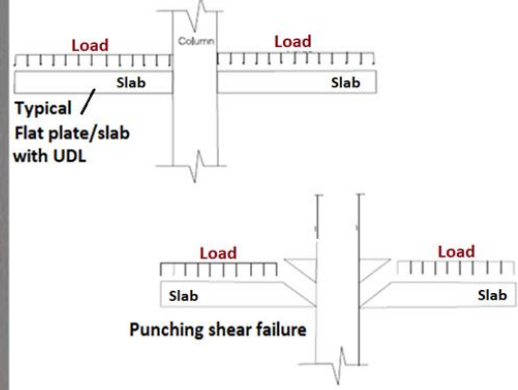 Load
Column
Load
Slab
Slab
Typical
Flat plate/slab
with UDL
Load
Load
Slab
Slab
Punching shear failure